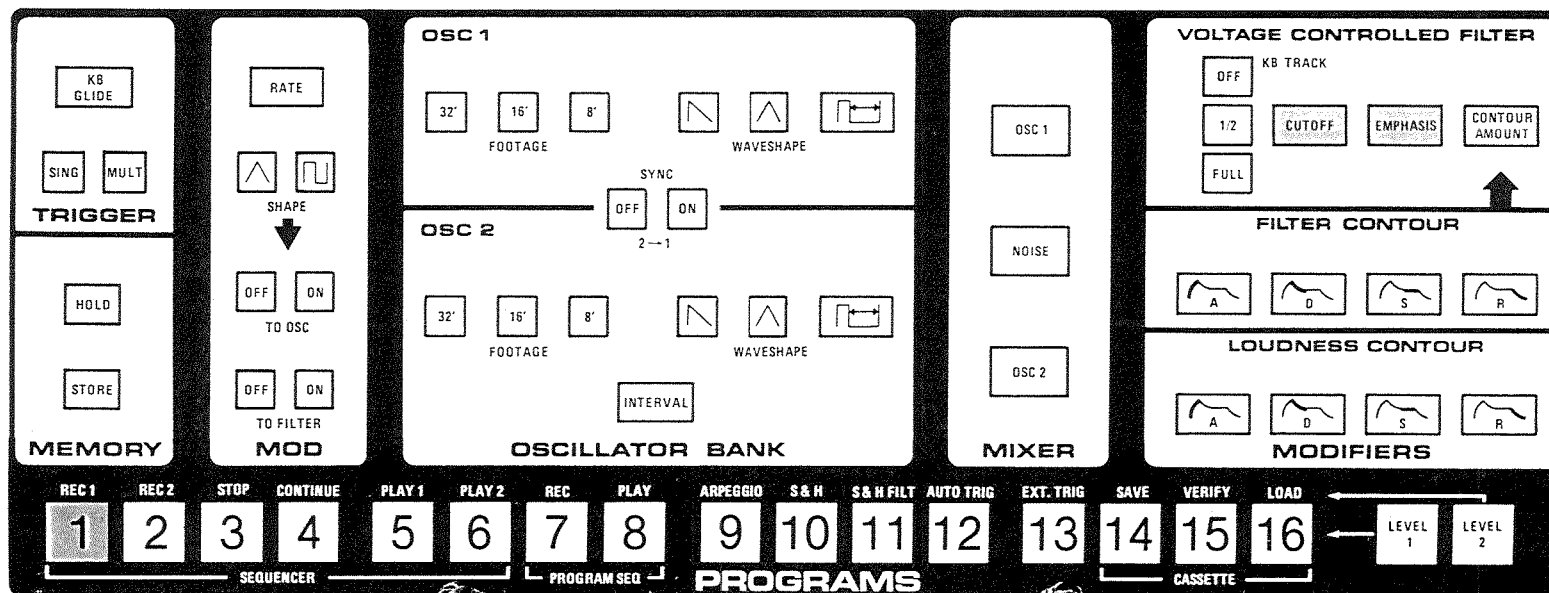 KB
GLIDE
SING MULT
TRIGGER
HOLD
STORE
MEMORY
RATE
SHAPE
OFF ON
TO OSC
OFF ON
TO FILTER
MOD
OSC 1
32' 16' 8'
FOOTAGE WAVESHAPE
SYNC
OFF ON
2→1
OSC 2
32' 16' 8'
FOOTAGE WAVESHAPE
INTERVAL
OSCILLATOR BANK
OSC 1
NOISE
OSC 2
MIXER
VOLTAGE CONTROLLED FILTER
KB TRACK
OFF
1/2
FULL
CUTOFF EMPHASIS CONTOUR
AMOUNT
FILTER CONTOUR
A D S R
LOUDNESS CONTOUR
A D S R
MODIFIERS
REC 1 REC 2 STOP CONTINUE PLAY 1 PLAY 2 REC PLAY ARPEGGIO S & H S & H FILT AUTO TRIG EXT. TRIG SAVE VERIFY LOAD
1 2 3 4 5 6 7 8 9 10 11 12 13 14 15 16
LEVEL
1
LEVEL
2
SEQUENCER PROGRAM SEQ PROGRAMS CASSETTE